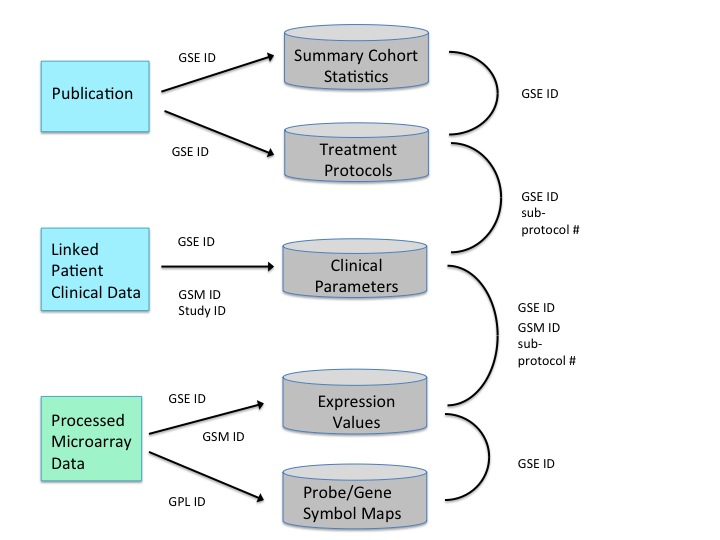 GSE ID
Summary Cohort
Statistics
Publication
GSE ID
GSE ID
Treatment
Protocols
GSE ID
sub-
protocol #
Linked
Patient
Clinical Data
GSE ID
GSM ID
Study ID
Clinical
Parameters
GSE ID
GSM ID
sub-
protocol #
Processed
Microarray
Data
GSE ID
GSM ID
Expression
Values
GSE ID
GPL ID
Probe/Gene
Symbol Maps